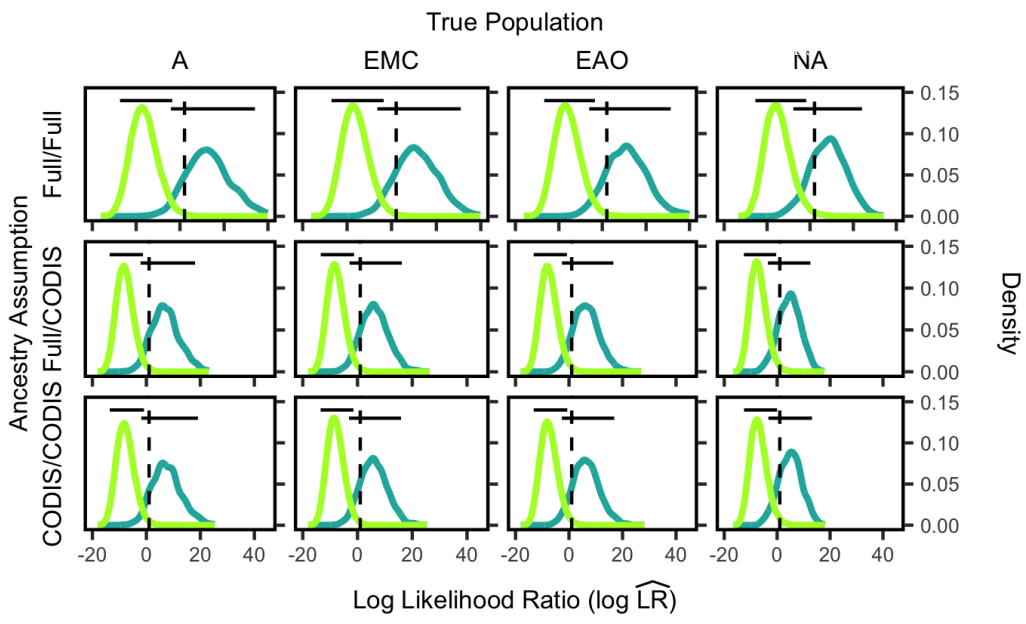 True Population
A EMC EAO NA
Ancestry Assumption
Full/Full
Full/CODIS
CODIS/CODIS
0.15
0.10
0.05
0.00
0.15
0.10
0.05
0.00
0.15
0.10
0.05
0.00
Density
-20 0 20 40 -20 0 20 40 -20 0 20 40 -20 0 20 40
Log Likelihood Ratio (log L͡R)